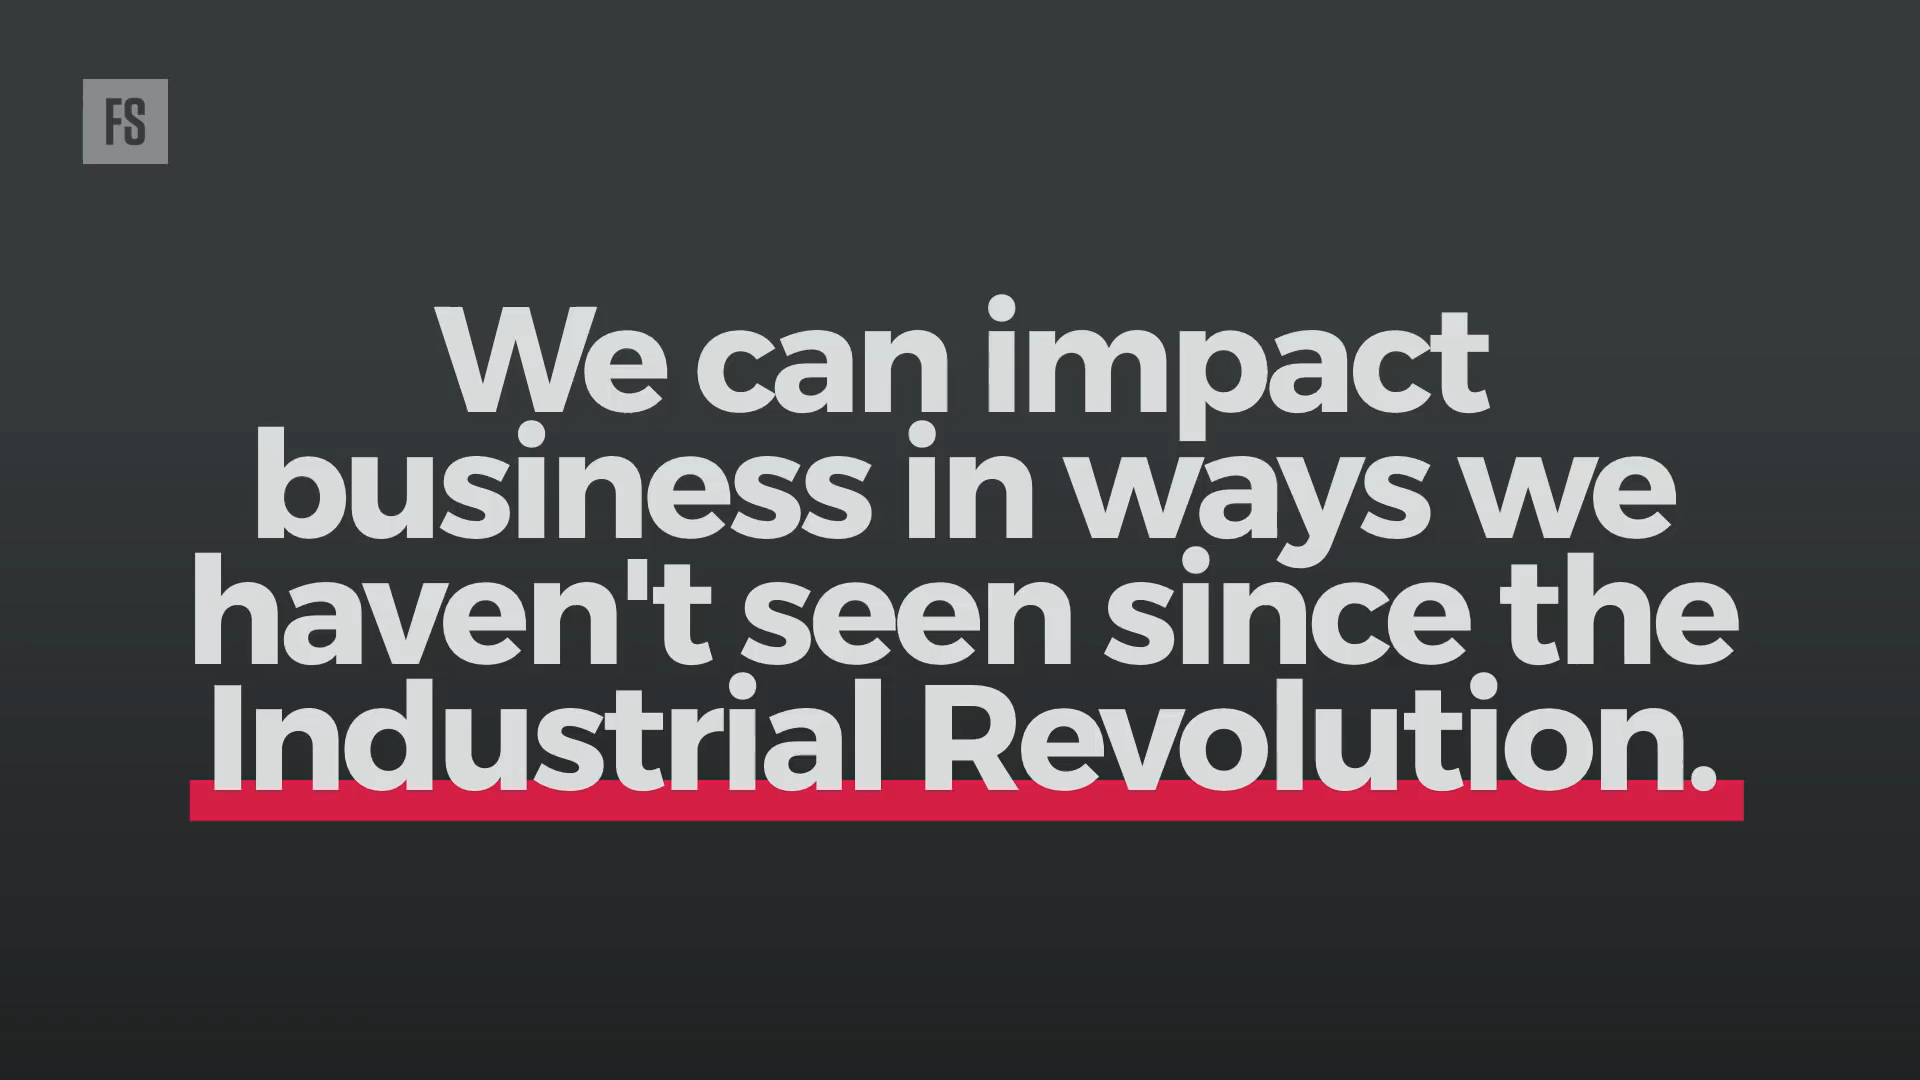 FS
We can impact
business in ways we
haven't seen since the
Industrial Revolution.